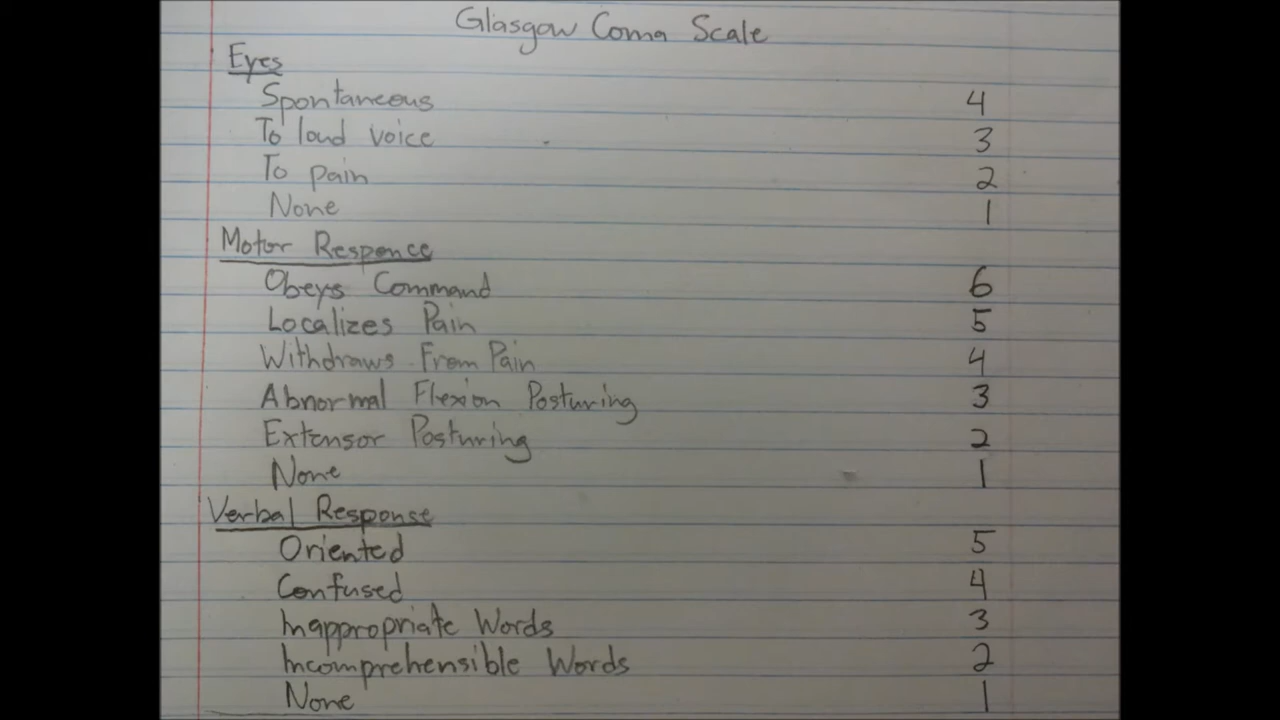 Glasgow Coma Scale
Eyes
Spontaneous 4
To loud voice 3
To pain 2
None 1
Motor Responce
Obeys Command 6
Localizes Pain 5
Withdraws From Pain 4
Abnormal Flexion Posturing 3
Extensor Posturing 2
None 1
Verbal Response
Oriented 5
Confused 4
Inappropriate Words 3
Incomprehensible Words 2
None 1